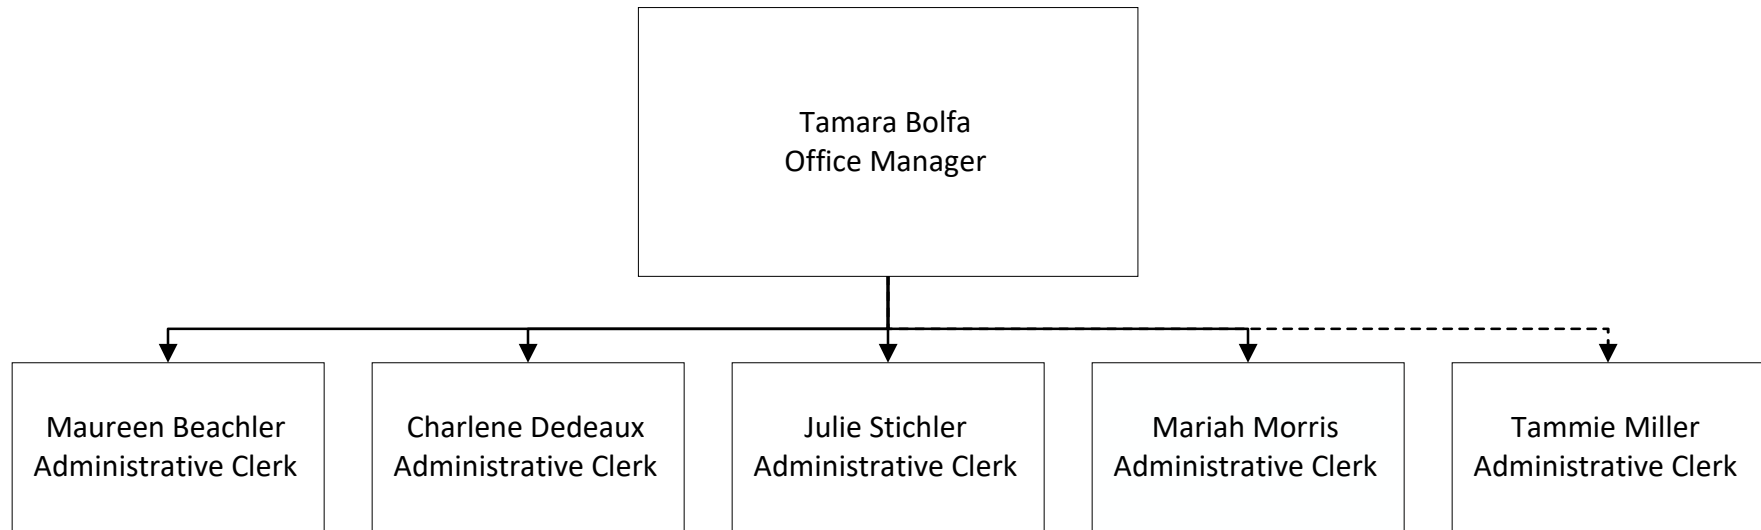 Tamara Bolfa
Office Manager
Maureen Beachler
Administrative Clerk
Charlene Dedeaux
Administrative Clerk
Julie Stichler
Administrative Clerk
Mariah Morris
Administrative Clerk
Tammie Miller
Administrative Clerk